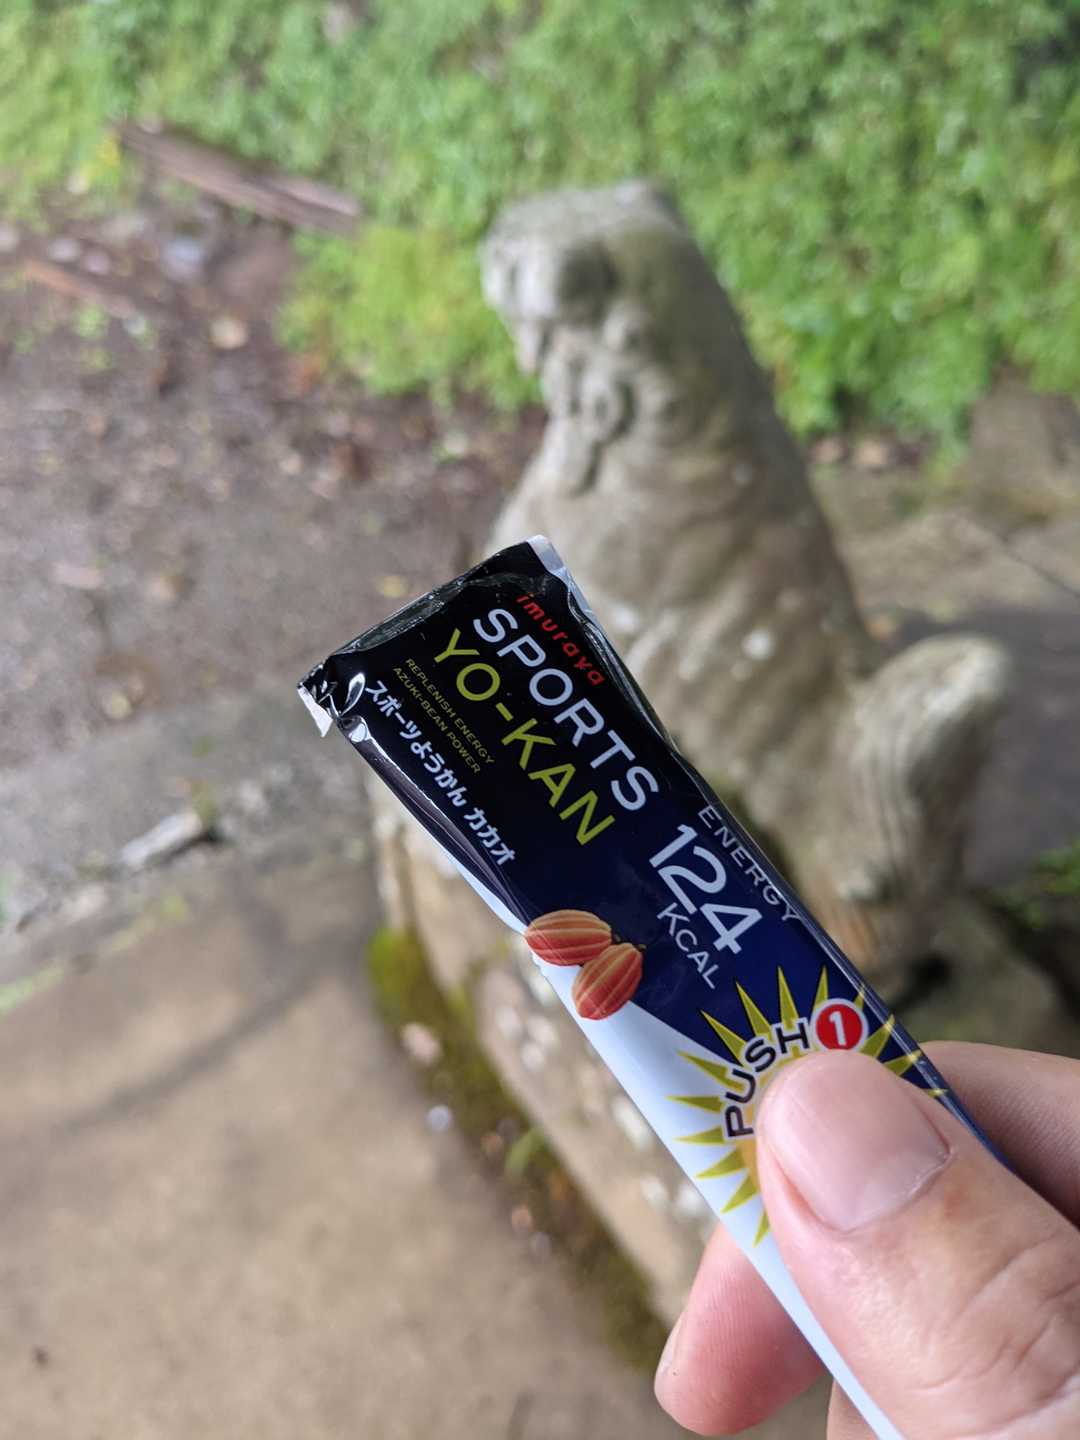 imuraya
SPORTS
YO-KAN
REPLENISH ENERGY
AZUKI-BEAN POWER
スポーツようかん カカオ
ENERGY
124
KCAL
PUSH 1